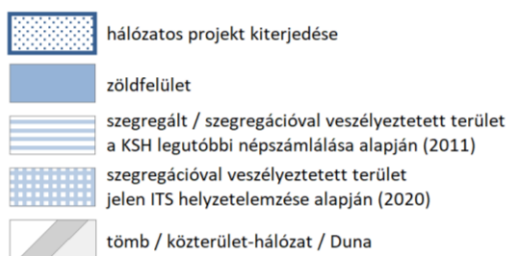 hálózatos projekt kiterjedése
zöldfelület
szegregált / szegregációval veszélyeztetett terület
a KSH legutóbbi népszámlálása alapján (2011)
szegregációval veszélyeztetett terület
jelen ITS helyzetelemzése alapján (2020)
tömb / közterület-hálózat / Duna